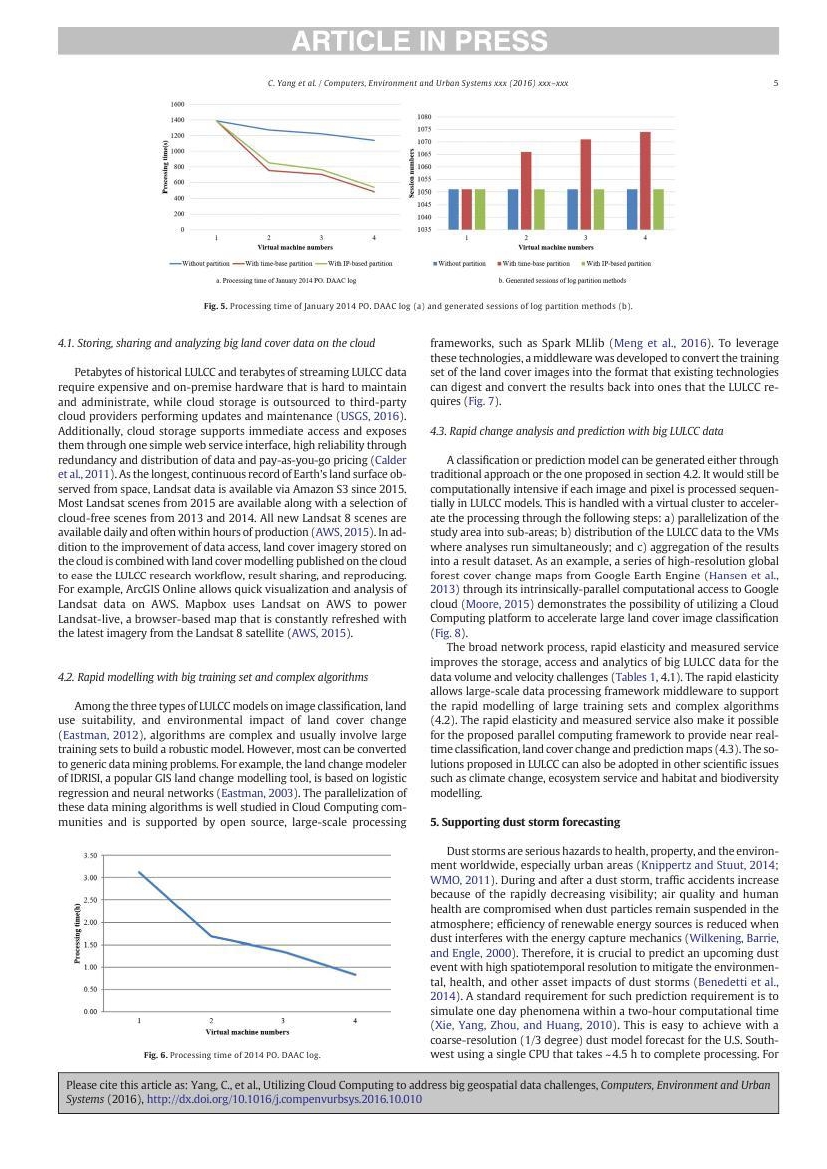 ARTICLE IN PRESS
C. Yang et al. / Computers, Environment and Urban Systems xxx (2016) xxx–xxx
5
1600
1400
1200
1000
800
600
400
200
0
Processing time(s)
1 2 3 4
Virtual machine numbers
Without partition With time-base partition With IP-based partition
a. Processing time of January 2014 PO. DAAC log
1080
1075
1070
1065
1060
1055
1050
1045
1040
1035
Session numbers
1 2 3 4
Virtual machine numbers
Without partition With time-base partition With IP-based partition
b. Generated sessions of log partition methods
Fig. 5. Processing time of January 2014 PO. DAAC log (a) and generated sessions of log partition methods (b).
4.1. Storing, sharing and analyzing big land cover data on the cloud
Petabytes of historical LULCC and terabytes of streaming LULCC data
require expensive and on-premise hardware that is hard to maintain
and administrate, while cloud storage is outsourced to third-party
cloud providers performing updates and maintenance (USGS, 2016).
Additionally, cloud storage supports immediate access and exposes
them through one simple web service interface, high reliability through
redundancy and distribution of data and pay-as-you-go pricing (Calder
et al., 2011). As the longest, continuous record of Earth's land surface ob-
served from space, Landsat data is available via Amazon S3 since 2015.
Most Landsat scenes from 2015 are available along with a selection of
cloud-free scenes from 2013 and 2014. All new Landsat 8 scenes are
available daily and often within hours of production (AWS, 2015). In ad-
dition to the improvement of data access, land cover imagery stored on
the cloud is combined with land cover modelling published on the cloud
to ease the LULCC research workflow, result sharing, and reproducing.
For example, ArcGIS Online allows quick visualization and analysis of
Landsat data on AWS. Mapbox uses Landsat on AWS to power
Landsat-live, a browser-based map that is constantly refreshed with
the latest imagery from the Landsat 8 satellite (AWS, 2015).
4.2. Rapid modelling with big training set and complex algorithms
Among the three types of LULCC models on image classification, land
use suitability, and environmental impact of land cover change
(Eastman, 2012), algorithms are complex and usually involve large
training sets to build a robust model. However, most can be converted
to generic data mining problems. For example, the land change modeler
of IDRISI, a popular GIS land change modelling tool, is based on logistic
regression and neural networks (Eastman, 2003). The parallelization of
these data mining algorithms is well studied in Cloud Computing com-
munities and is supported by open source, large-scale processing
3.50
3.00
2.50
2.00
1.50
1.00
0.50
0.00
Processing time(h)
1 2 3 4
Virtual machine numbers
Fig. 6. Processing time of 2014 PO. DAAC log.
frameworks, such as Spark MLlib (Meng et al., 2016). To leverage
these technologies, a middleware was developed to convert the training
set of the land cover images into the format that existing technologies
can digest and convert the results back into ones that the LULCC re-
quires (Fig. 7).
4.3. Rapid change analysis and prediction with big LULCC data
A classification or prediction model can be generated either through
traditional approach or the one proposed in section 4.2. It would still be
computationally intensive if each image and pixel is processed sequen-
tially in LULCC models. This is handled with a virtual cluster to acceler-
ate the processing through the following steps: a) parallelization of the
study area into sub-areas; b) distribution of the LULCC data to the VMs
where analyses run simultaneously; and c) aggregation of the results
into a result dataset. As an example, a series of high-resolution global
forest cover change maps from Google Earth Engine (Hansen et al.,
2013) through its intrinsically-parallel computational access to Google
cloud (Moore, 2015) demonstrates the possibility of utilizing a Cloud
Computing platform to accelerate large land cover image classification
(Fig. 8).
The broad network process, rapid elasticity and measured service
improves the storage, access and analytics of big LULCC data for the
data volume and velocity challenges (Tables 1, 4.1). The rapid elasticity
allows large-scale data processing framework middleware to support
the rapid modelling of large training sets and complex algorithms
(4.2). The rapid elasticity and measured service also make it possible
for the proposed parallel computing framework to provide near real-
time classification, land cover change and prediction maps (4.3). The so-
lutions proposed in LULCC can also be adopted in other scientific issues
such as climate change, ecosystem service and habitat and biodiversity
modelling.
5. Supporting dust storm forecasting
Dust storms are serious hazards to health, property, and the environ-
ment worldwide, especially urban areas (Knippertz and Stuut, 2014;
WMO, 2011). During and after a dust storm, traffic accidents increase
because of the rapidly decreasing visibility; air quality and human
health are compromised when dust particles remain suspended in the
atmosphere; efficiency of renewable energy sources is reduced when
dust interferes with the energy capture mechanics (Wilkening, Barrie,
and Engle, 2000). Therefore, it is crucial to predict an upcoming dust
event with high spatiotemporal resolution to mitigate the environmen-
tal, health, and other asset impacts of dust storms (Benedetti et al.,
2014). A standard requirement for such prediction requirement is to
simulate one day phenomena within a two-hour computational time
(Xie, Yang, Zhou, and Huang, 2010). This is easy to achieve with a
coarse-resolution (1/3 degree) dust model forecast for the U.S. South-
west using a single CPU that takes ~4.5 h to complete processing. For
Please cite this article as: Yang, C., et al., Utilizing Cloud Computing to address big geospatial data challenges, Computers, Environment and Urban
Systems (2016), http://dx.doi.org/10.1016/j.compenvurbsys.2016.10.010